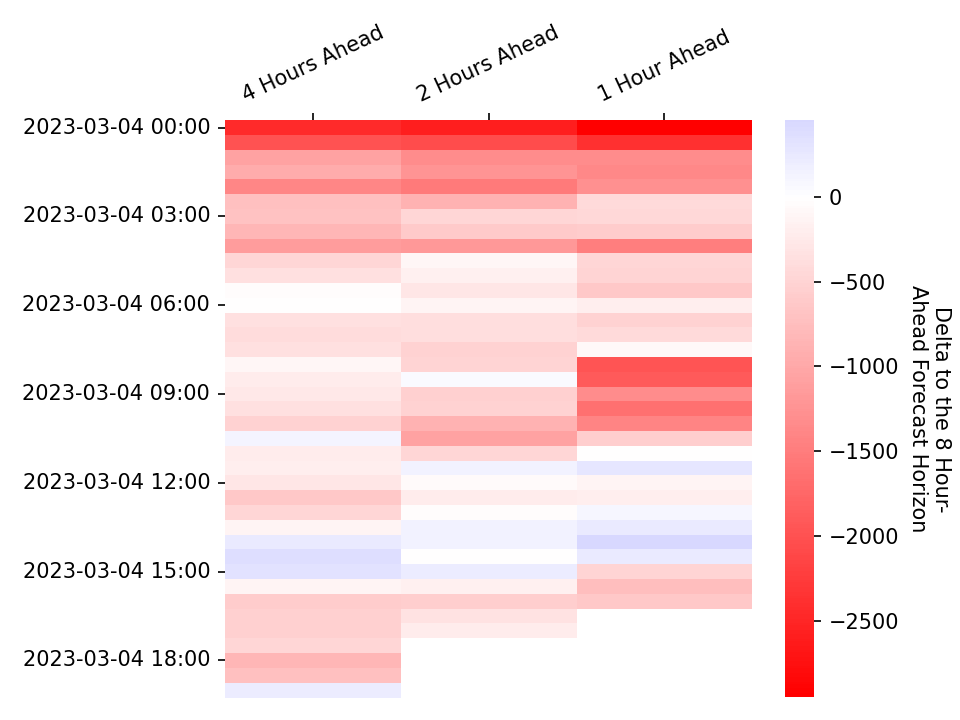 4 Hours Ahead
2 Hours Ahead
1 Hour Ahead
2023-03-04 00:00
2023-03-04 03:00
2023-03-04 06:00
2023-03-04 09:00
2023-03-04 12:00
2023-03-04 15:00
2023-03-04 18:00
0
−500
−1000
−1500
−2000
−2500
Delta to the 8 Hour-
Ahead Forecast Horizon